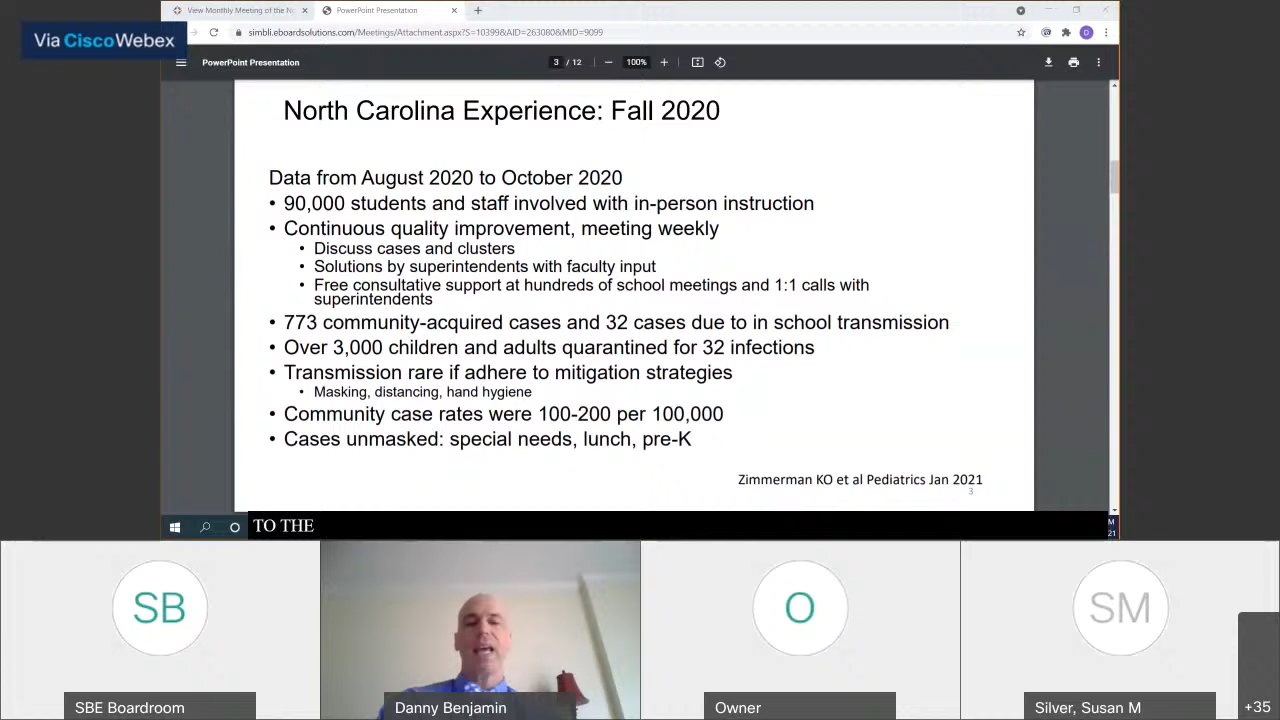 View Monthly Meeting of the N
PowerPoint Presentation
Via Cisco Webex
simbli.eboardsolutions.com/Meetings/Attachment.aspx?S=10399&AID=2630800&MID=9099
D
PowerPoint Presentation
3 / 12
100%
North Carolina Experience: Fall 2020
Data from August 2020 to October 2020
• 90,000 students and staff involved with in-person instruction
• Continuous quality improvement, meeting weekly
• Discuss cases and clusters
• Solutions by superintendents with faculty input
• Free consultative support at hundreds of school meetings and 1:1 calls with
superintendents
• 773 community-acquired cases and 32 cases due to in school transmission
• Over 3,000 children and adults quarantined for 32 infections
• Transmission rare if adhere to mitigation strategies
• Masking, distancing, hand hygiene
• Community case rates were 100-200 per 100,000
• Cases unmasked: special needs, lunch, pre-K
Zimmerman KO et al Pediatrics Jan 2021
3
TO THE
M
21
SB
O
SM
SBE Boardroom
Danny Benjamin
Owner
Silver, Susan M
+35